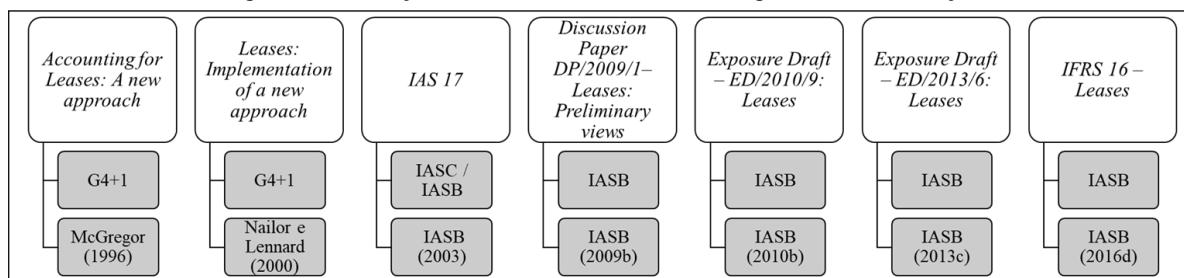 Accounting for
Leases: A new
approach
G4+1
McGregor
(1996)
Leases:
Implementation
of a new
approach
G4+1
Nailor e
Lennard
(2000)
IAS 17
IASC /
IASB
IASB
(2003)
Discussion
Paper
DP/2009/1–
Leases:
Preliminary
views
IASB
IASB
(2009b)
Exposure Draft
– ED/2010/9:
Leases
IASB
IASB
(2010b)
Exposure Draft
– ED/2013/6:
Leases
IASB
IASB
(2013c)
IFRS 16 –
Leases
IASB
IASB
(2016d)